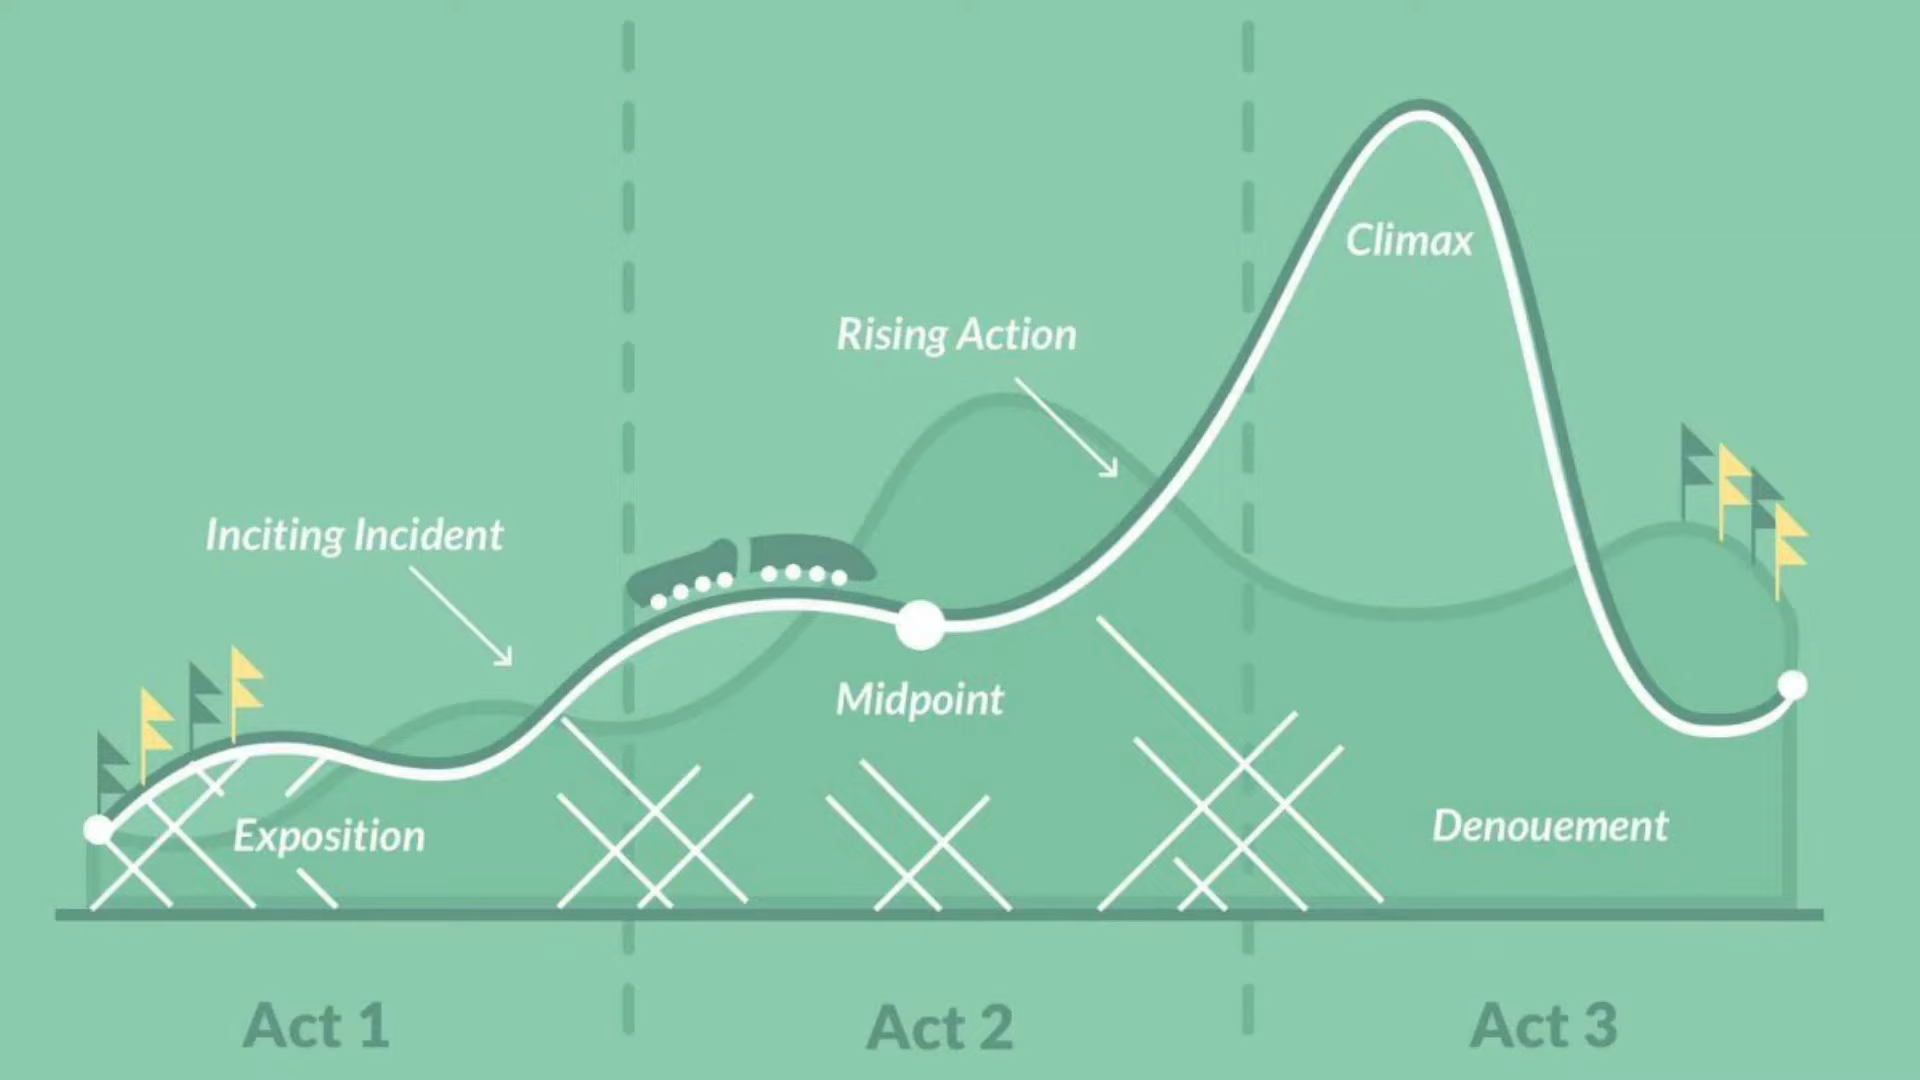 Climax
Rising Action
Inciting Incident
Midpoint
Exposition
Denouement
Act 1
Act 2
Act 3